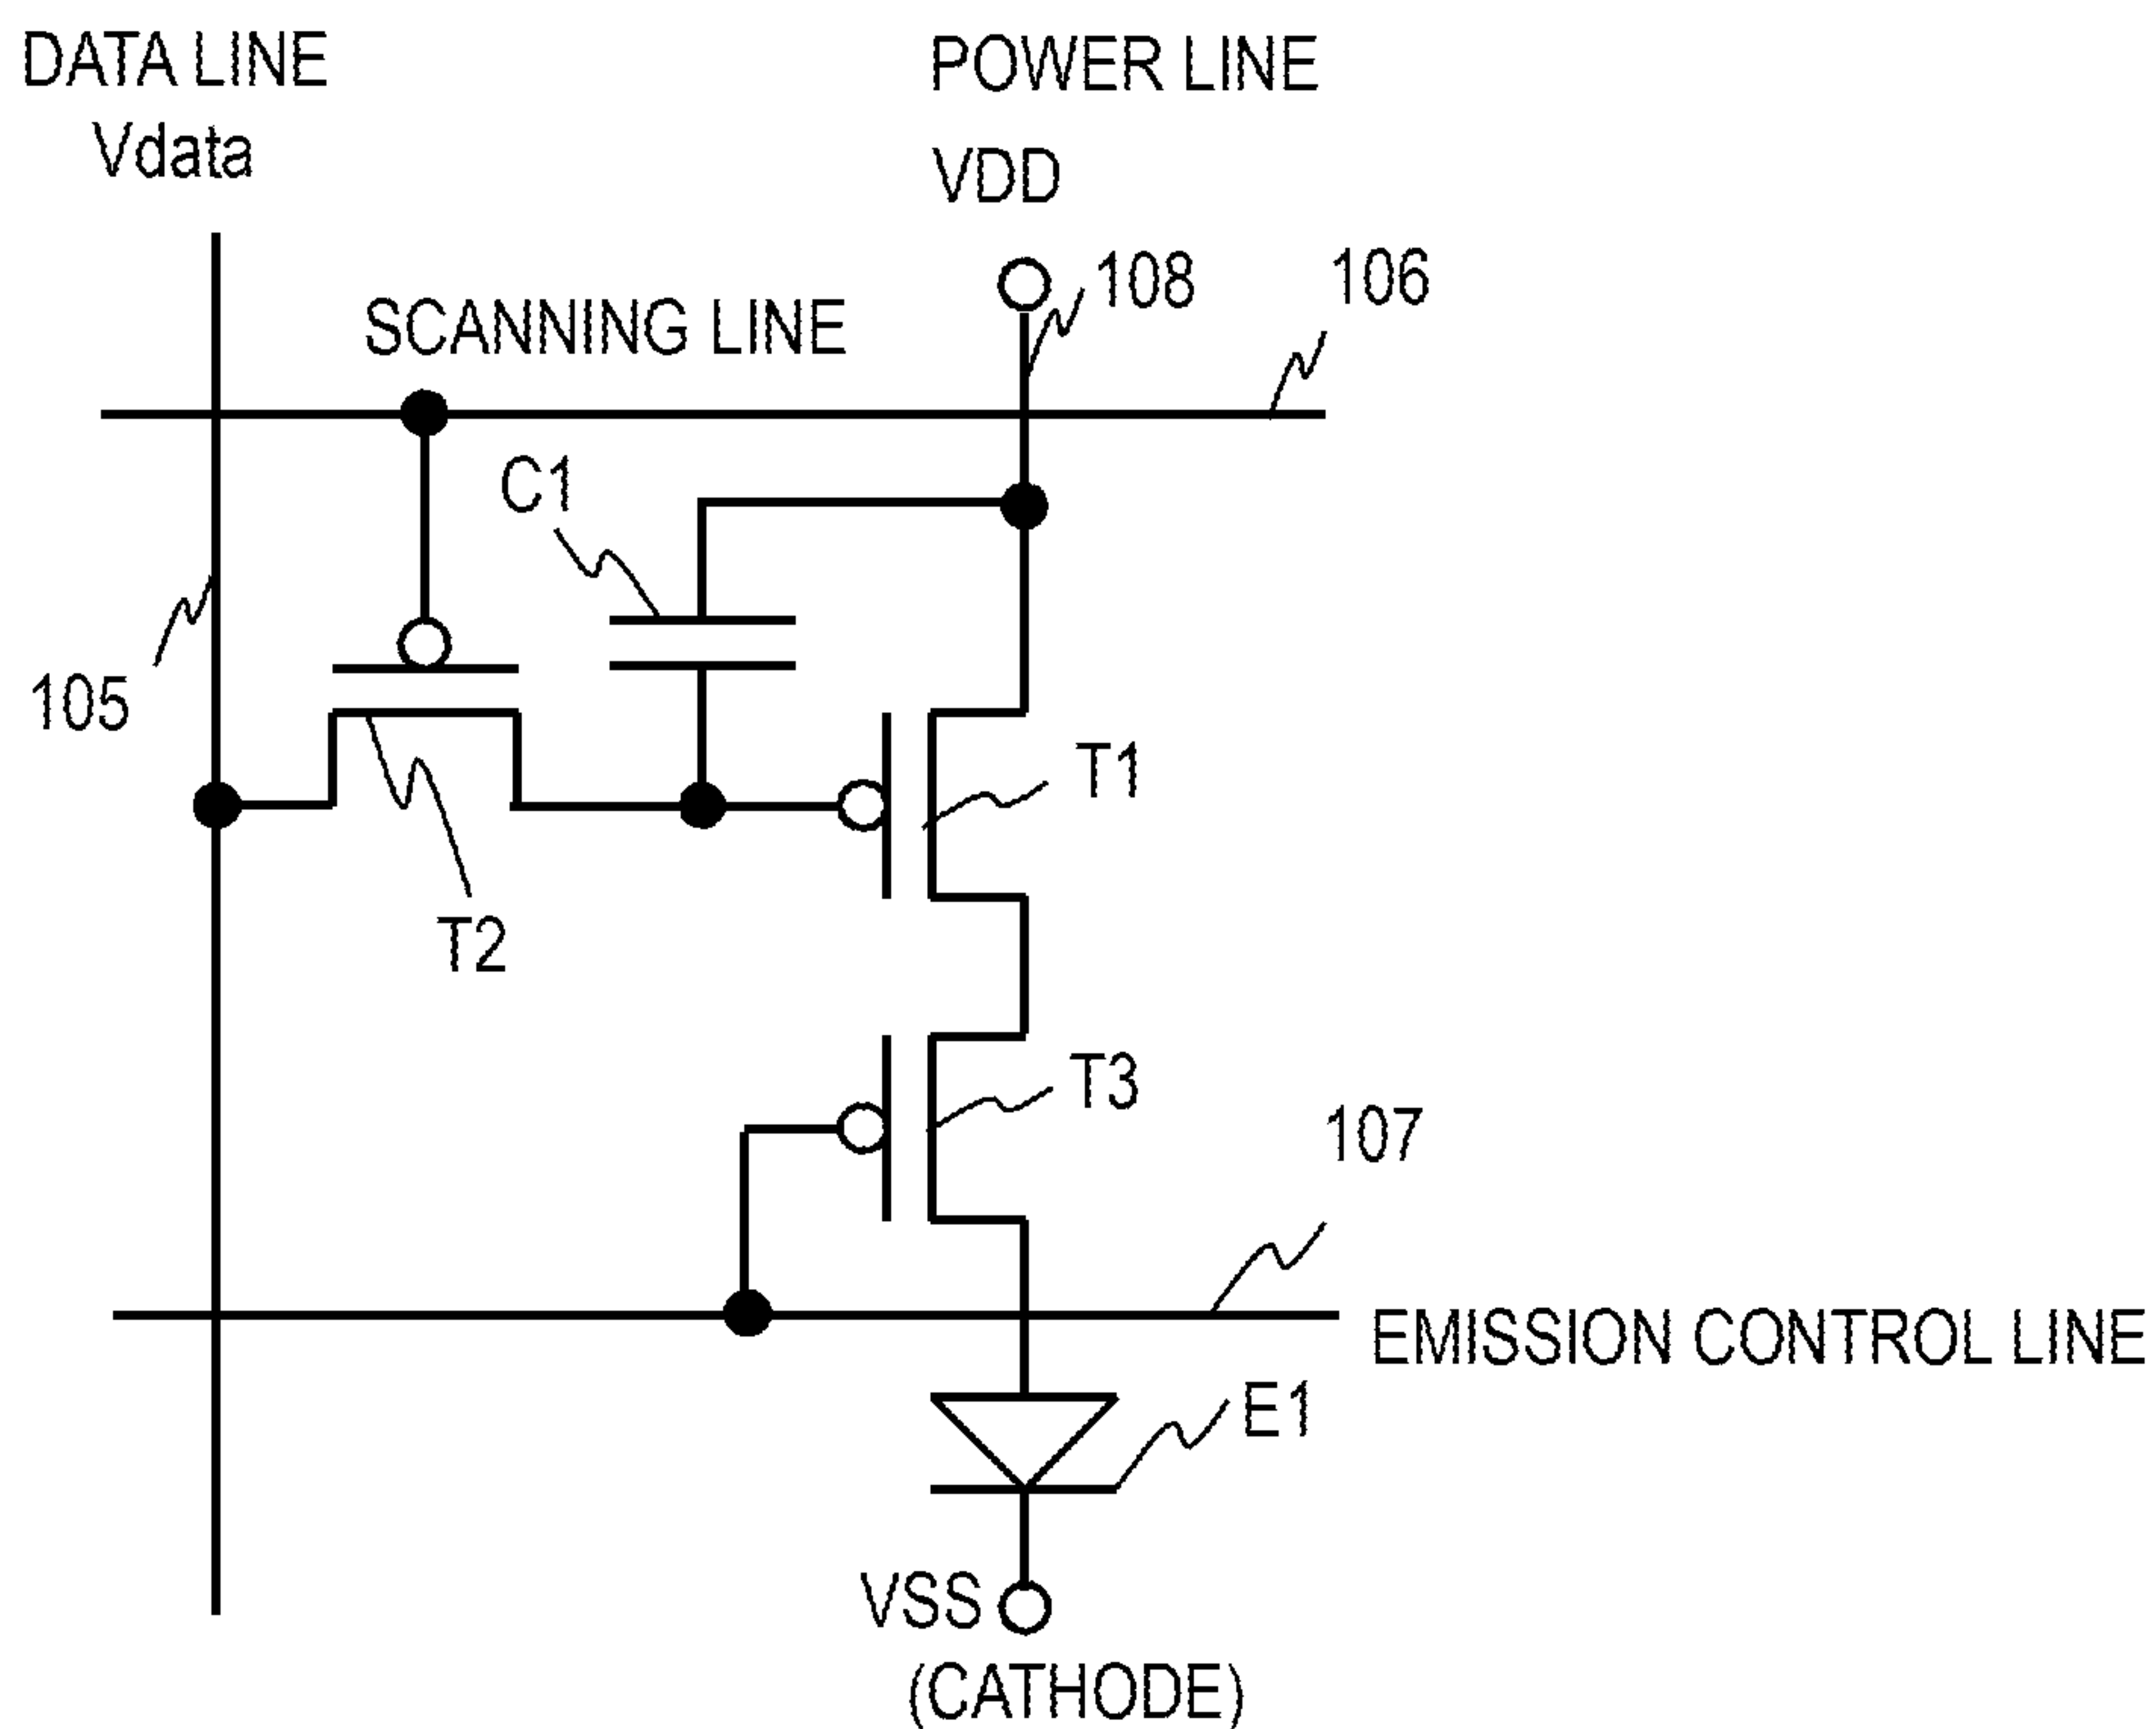 DATA LINE
Vdata
POWER LINE
VDD
108
106
SCANNING LINE
C1
105
T1
T2
T3
107
EMISSION CONTROL LINE
E1
VSS
(CATHODE)